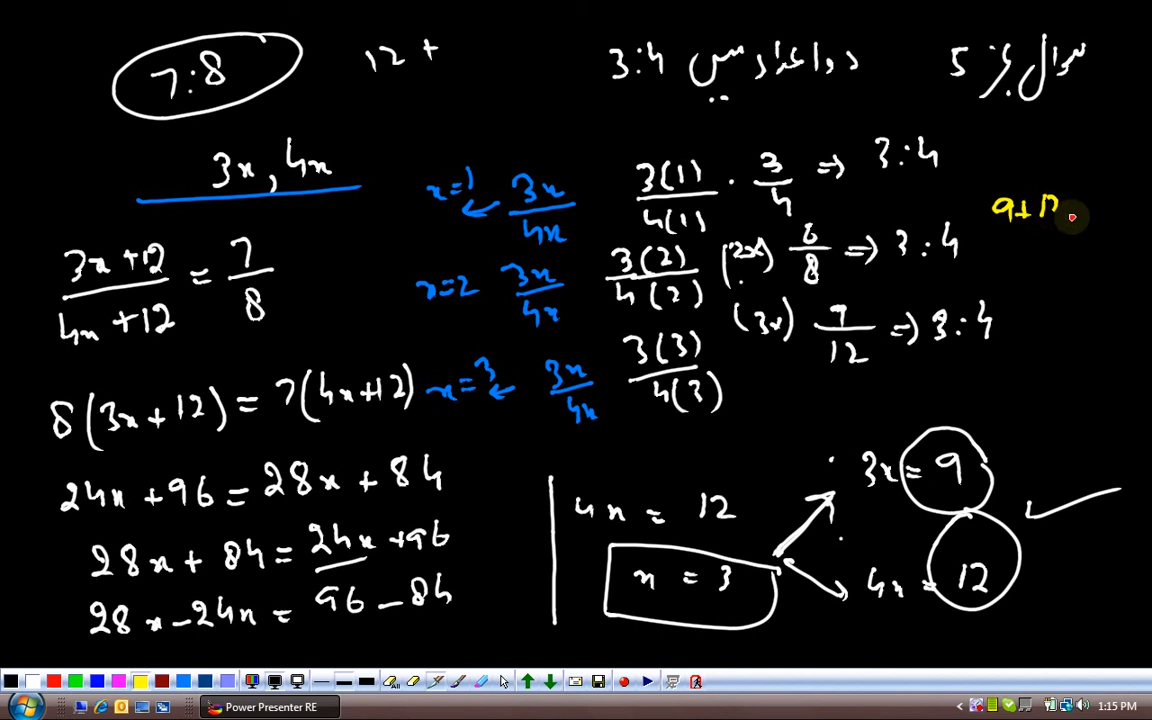 سوال نمبر 5
دو اعداد میں 3:4
12 +
7:8
3x , 4x
(3x+12)/(4x+12) = 7/8
8(3x+12) = 7(4x+12)
24x + 96 = 28x + 84
28x + 84 = 24x + 96
28x - 24x = 96 - 84
x=1 3x/4x
x=2 3x/4x
x=3 3x/4x
3(1)/4(1) · 3/4 ⇒ 3:4
3(2)/4(2) (2x) 6/8 ⇒ 3:4
3(3)/4(3) (3x) 9/12 ⇒ 3:4
9+1
4x = 12
x = 3
3x = 9
4x = 12
Power Presenter RE
1:15 PM